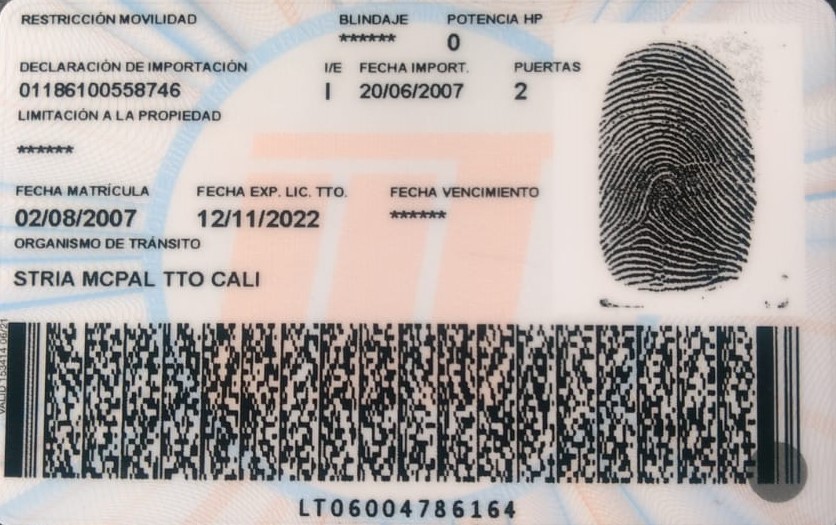 RESTRICCIÓN MOVILIDAD BLINDAJE POTENCIA HP
****** 0
DECLARACIÓN DE IMPORTACIÓN I/E FECHA IMPORT. PUERTAS
01186100558746 I 20/06/2007 2
LIMITACIÓN A LA PROPIEDAD
******
FECHA MATRÍCULA FECHA EXP. LIC. TTO. FECHA VENCIMIENTO
02/08/2007 12/11/2022 ******
ORGANISMO DE TRÁNSITO
STRIA MCPAL TTO CALI
LT06004786164